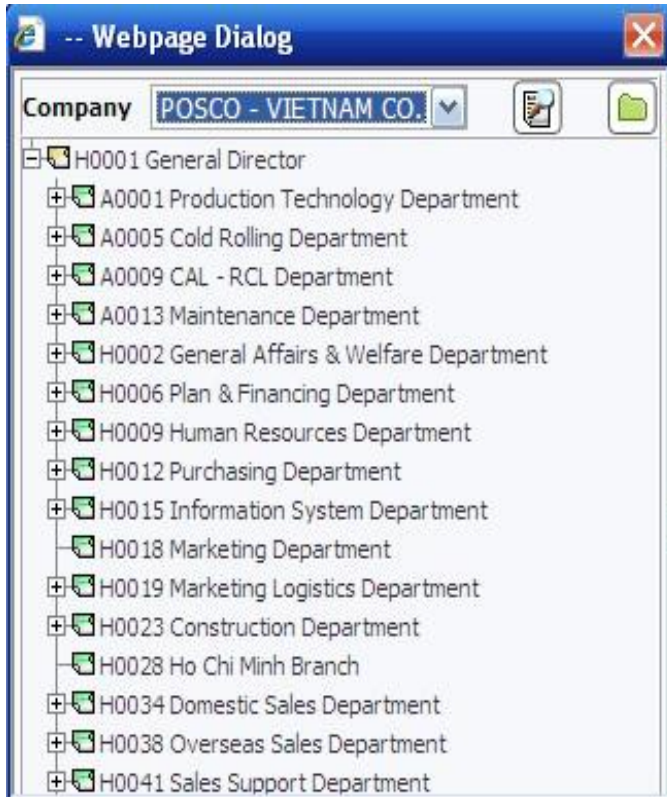 -- Webpage Dialog
Company POSCO - VIETNAM CO.
H0001 General Director
A0001 Production Technology Department
A0005 Cold Rolling Department
A0009 CAL - RCL Department
A0013 Maintenance Department
H0002 General Affairs & Welfare Department
H0006 Plan & Financing Department
H0009 Human Resources Department
H0012 Purchasing Department
H0015 Information System Department
H0018 Marketing Department
H0019 Marketing Logistics Department
H0023 Construction Department
H0028 Ho Chi Minh Branch
H0034 Domestic Sales Department
H0038 Overseas Sales Department
H0041 Sales Support Department